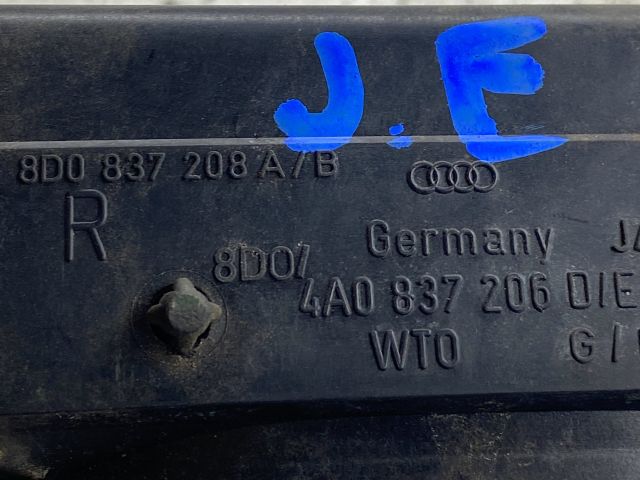 J.E
8D0 837 208 A/B
R
Germany
8D0/
4A0 837 206 D/E
WTO G/